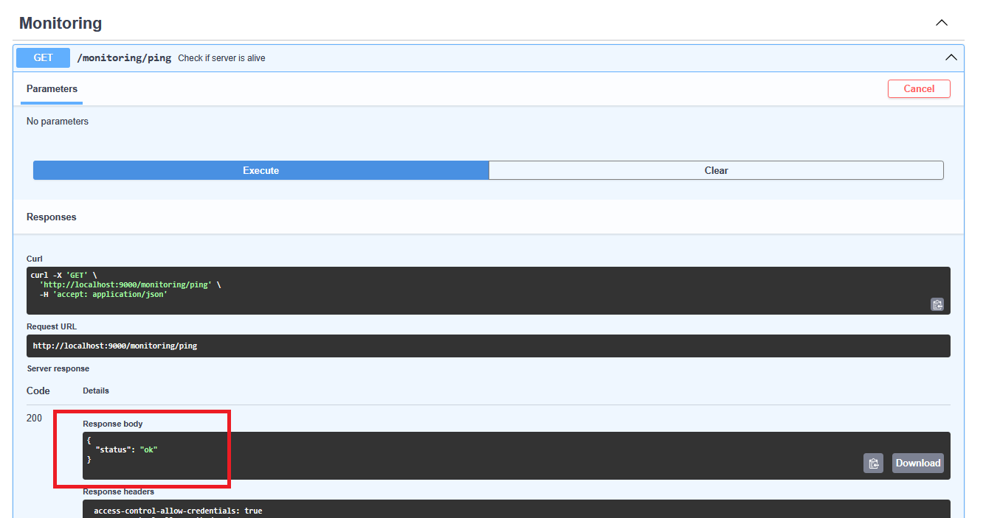 Monitoring
GET /monitoring/ping Check if server is alive
Parameters Cancel
No parameters
Execute Clear
Responses
Curl
curl -X 'GET' \
'http://localhost:9000/monitoring/ping' \
-H 'accept: application/json'
Request URL
http://localhost:9000/monitoring/ping
Server response
Code Details
200
Response body
{
"status": "ok"
}
Download
Response headers
access-control-allow-credentials: true